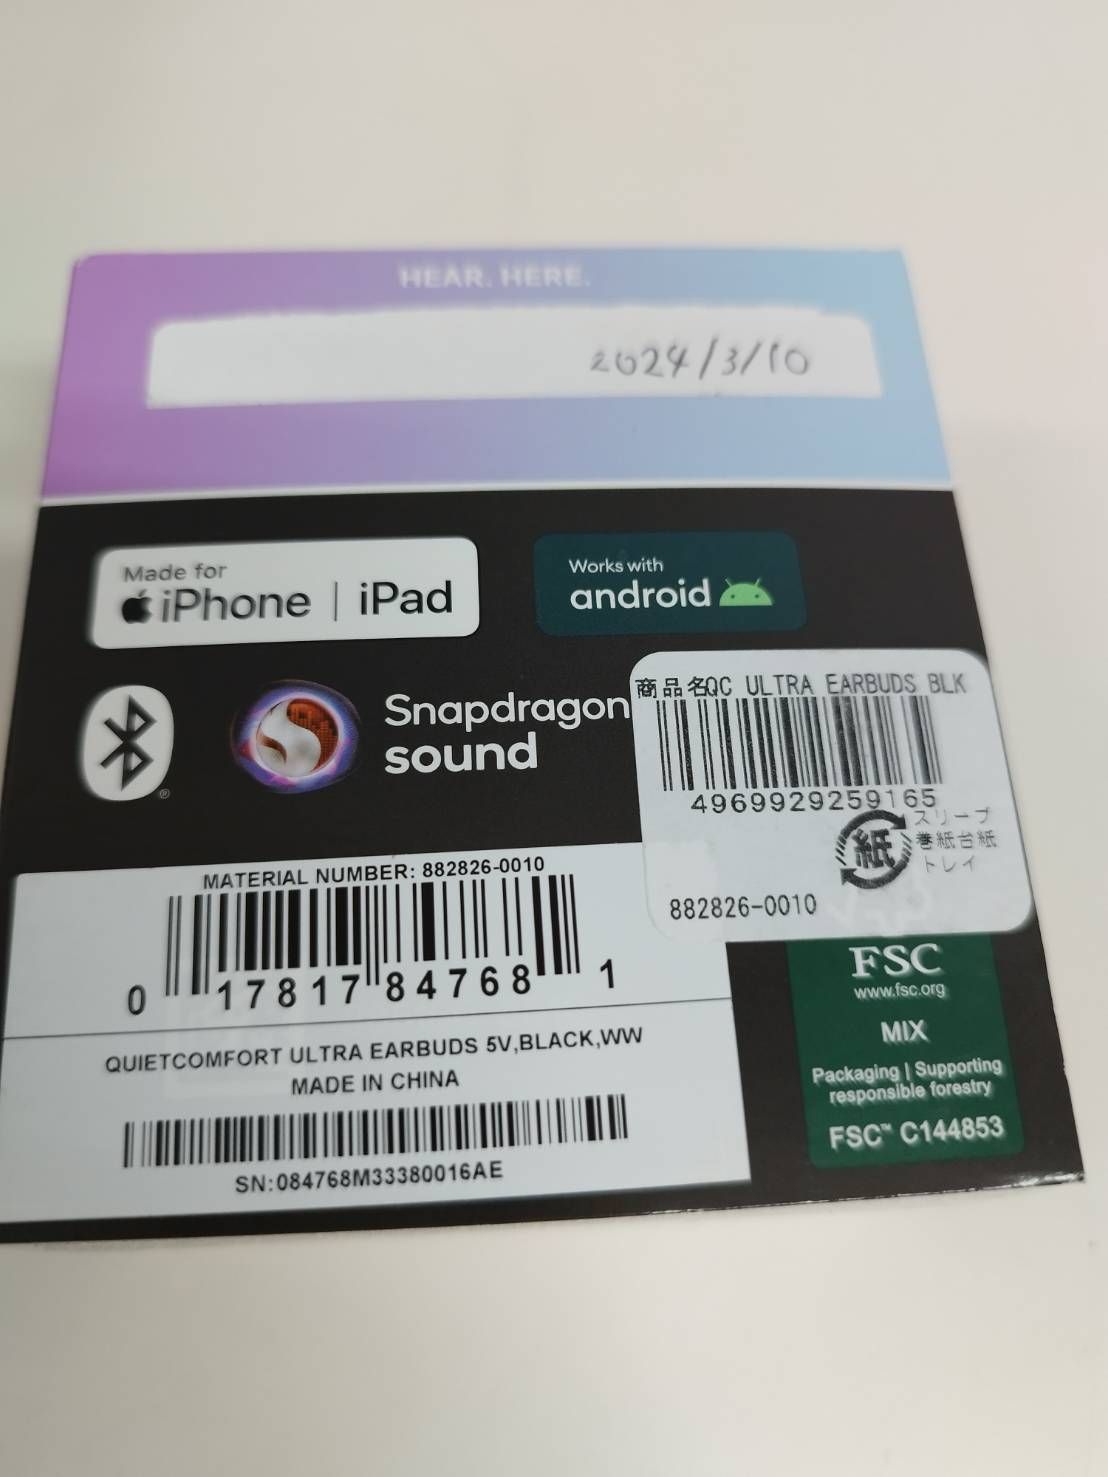 HEAR. HERE.
2024/3/10
Made for
iPhone | iPad
Works with
android
Snapdragon
sound
®
商品名QC ULTRA EARBUDS BLK
4969929259165
紙
スリーブ
巻紙台紙
トレイ
882826-0010
MATERIAL NUMBER: 882826-0010
0 17817 84768 1
QUIETCOMFORT ULTRA EARBUDS 5V,BLACK,WW
MADE IN CHINA
SN:084768M33380016AE
FSC
www.fsc.org
MIX
Packaging | Supporting
responsible forestry
FSC™ C144853